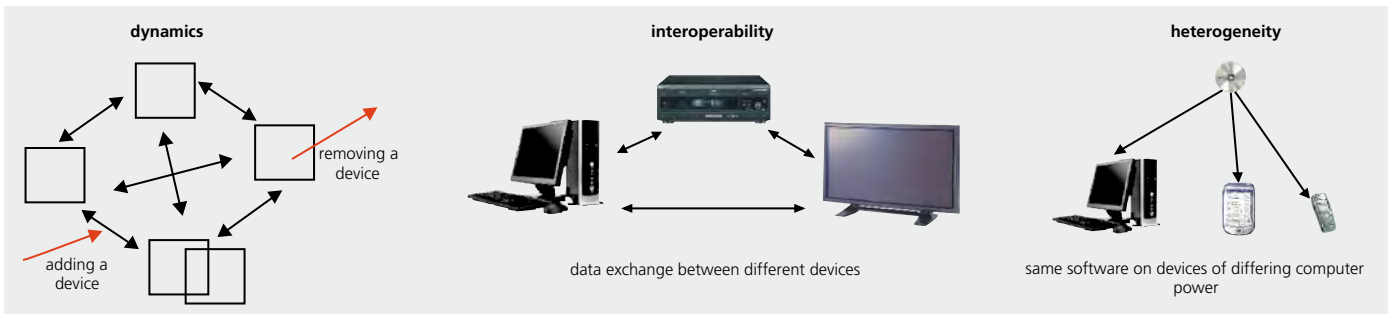 dynamics
removing a
device
adding a
device
interoperability
data exchange between different devices
heterogeneity
same software on devices of differing computer
power